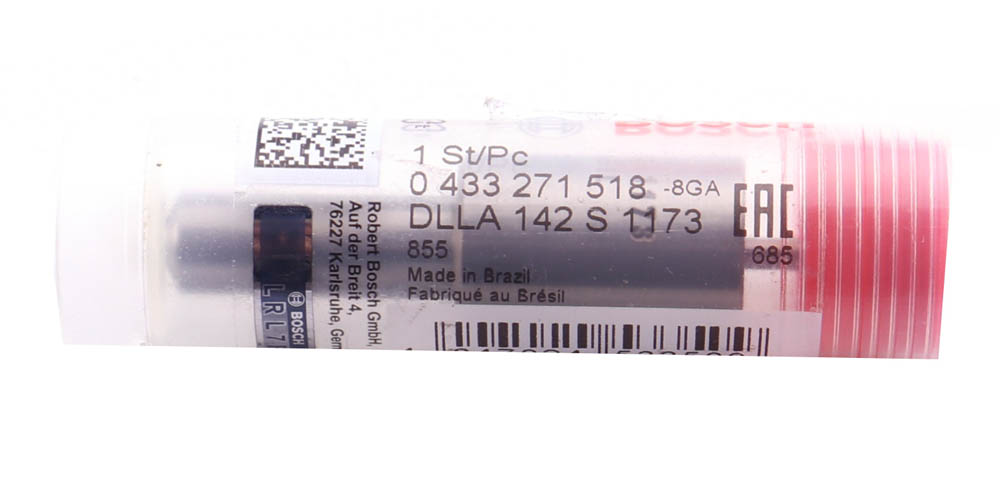 BOSCH
1 St/Pc
0 433 271 518 -8GA
DLLA 142 S 1173
855
Made in Brazil
Fabriqué au Brésil
EAC
685
Robert Bosch GmbH,
Auf der Breit 4,
76227 Karlsruhe,
BOSCH